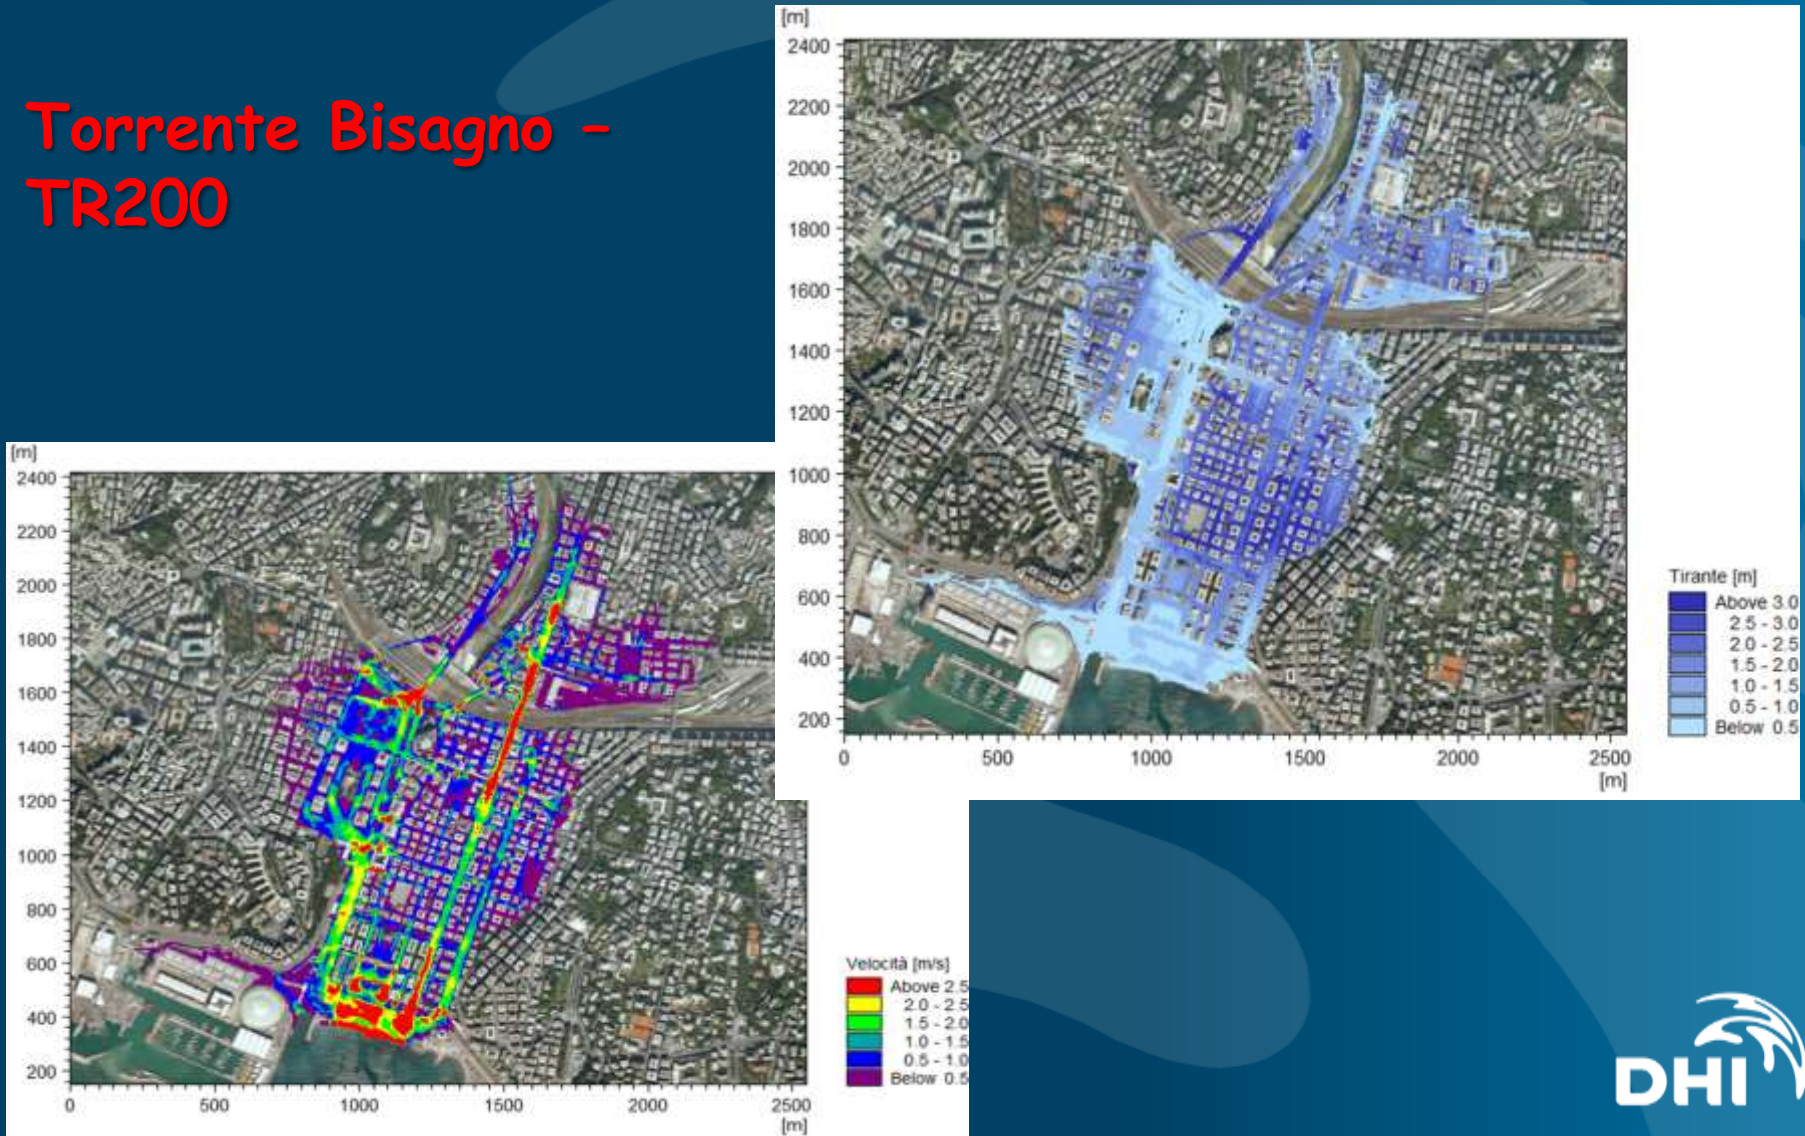 Torrente Bisagno –
TR200
[m]
2400
2200
2000
1800
1600
1400
1200
1000
800
600
400
200
0 500 1000 1500 2000 2500
[m]
Tirante [m]
Above 3.0
2.5 - 3.0
2.0 - 2.5
1.5 - 2.0
1.0 - 1.5
0.5 - 1.0
Below 0.5
[m]
2400
2200
2000
1800
1600
1400
1200
1000
800
600
400
200
0 500 1000 1500 2000 2500
[m]
Velocità [m/s]
Above 2.5
2.0 - 2.5
1.5 - 2.0
1.0 - 1.5
0.5 - 1.0
Below 0.5
DHI